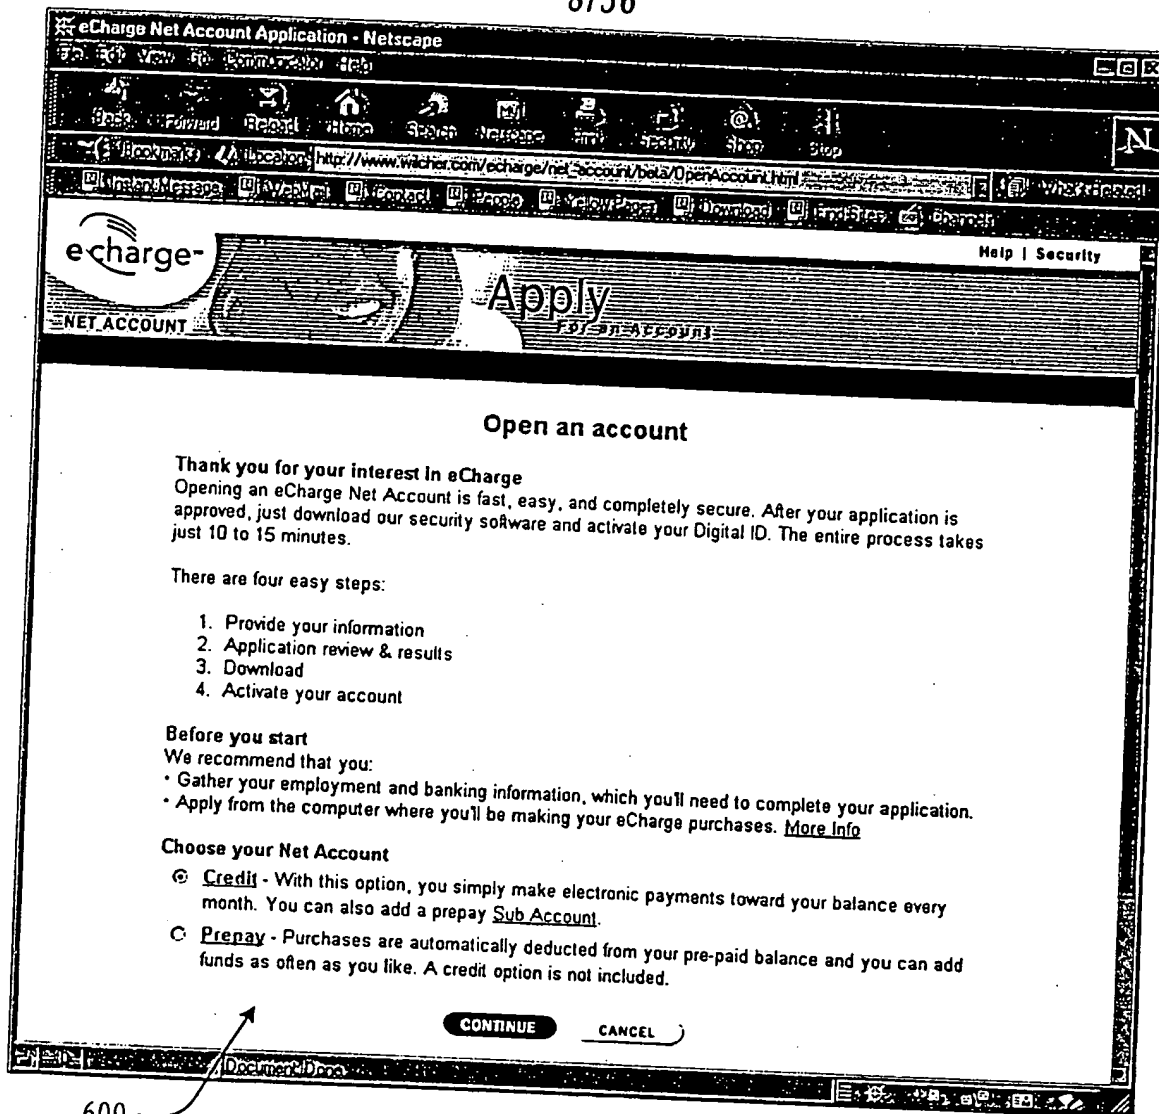 eCharge Net Account Application - Netscape
Go Communicator Help
Back Forward Reload Home Search Netscape Print Security Shop Stop
N
Bookmarks Location: http://www.wilcher.com/echarge/net_account/beta/OpenAccount.html What's Related
Instant Message WebMail Contact People Yellow Pages Download Find Sites Channels
echarge™
Help | Security
Apply
For an Account
NET ACCOUNT
Open an account
Thank you for your interest in eCharge
Opening an eCharge Net Account is fast, easy, and completely secure. After your application is
approved, just download our security software and activate your Digital ID. The entire process takes
just 10 to 15 minutes.
There are four easy steps:
1. Provide your information
2. Application review & results
3. Download
4. Activate your account
Before you start
We recommend that you:
• Gather your employment and banking information, which you'll need to complete your application.
• Apply from the computer where you'll be making your eCharge purchases. More Info
Choose your Net Account
Credit - With this option, you simply make electronic payments toward your balance every
month. You can also add a prepay Sub Account.
Prepay - Purchases are automatically deducted from your pre-paid balance and you can add
funds as often as you like. A credit option is not included.
CONTINUE CANCEL
Document: Done
600